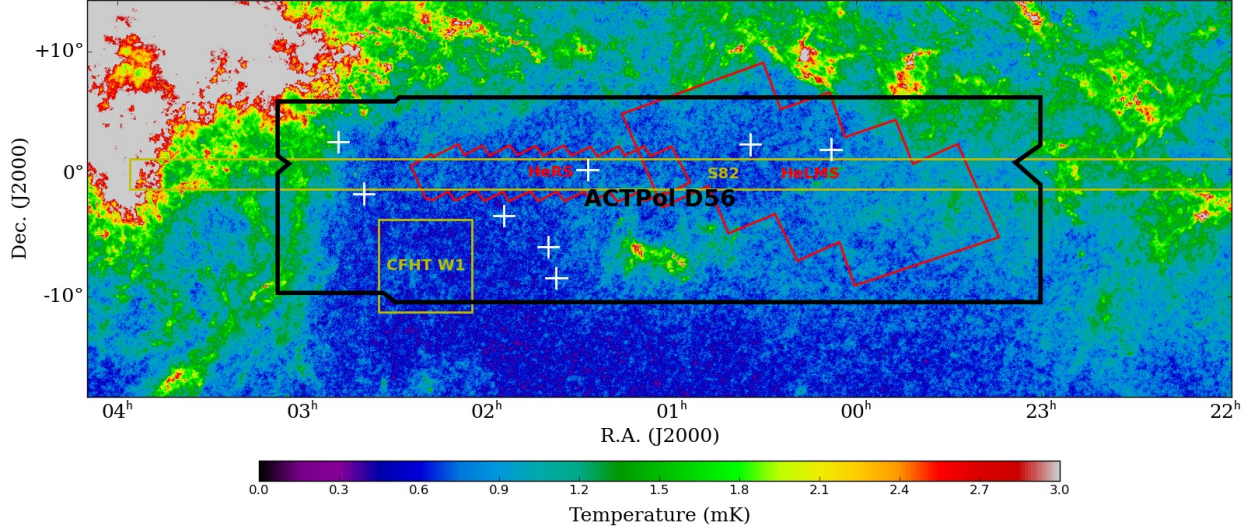 +10°
0°
-10°
Dec. (J2000)
HeRS
S82
HeLMS
ACTPol D56
CFHT W1
04ʰ 03ʰ 02ʰ 01ʰ 00ʰ 23ʰ 22ʰ
R.A. (J2000)
0.0 0.3 0.6 0.9 1.2 1.5 1.8 2.1 2.4 2.7 3.0
Temperature (mK)